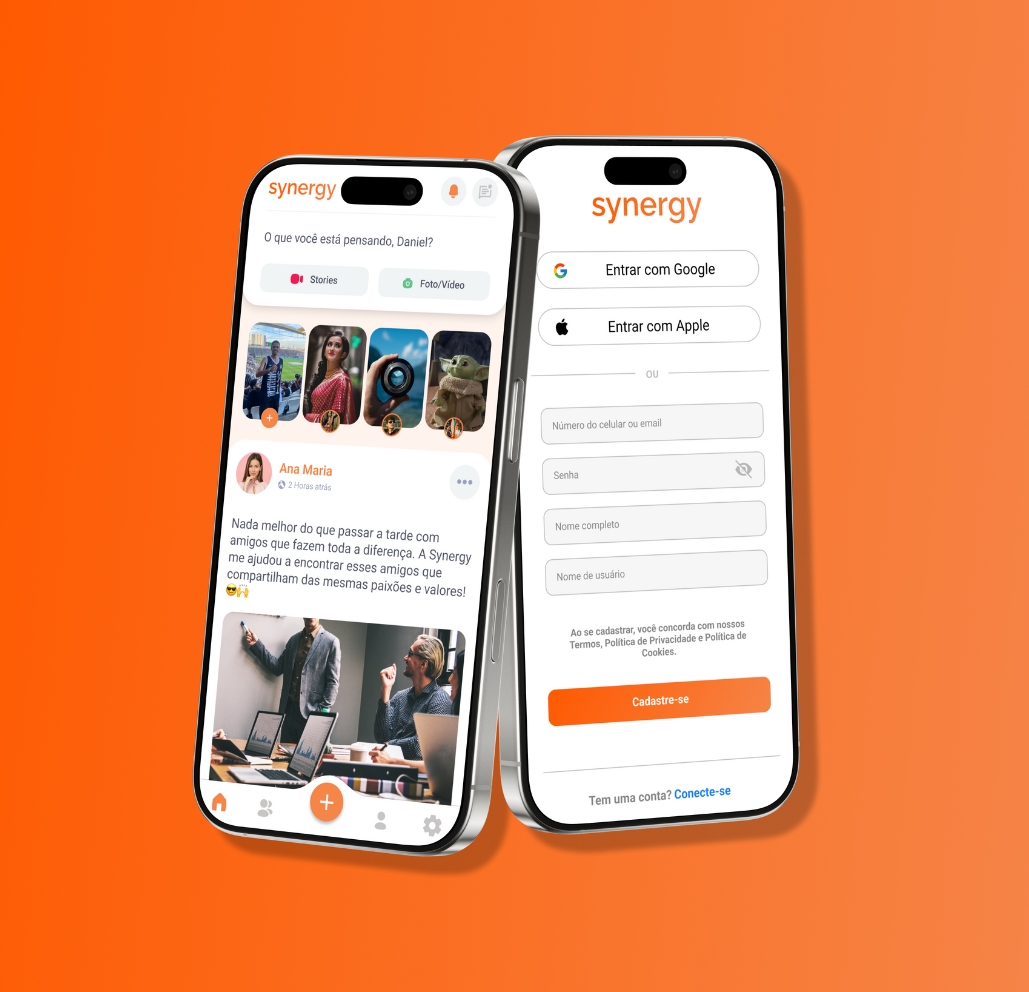 synergy
O que você está pensando, Daniel?
Stories
Foto/Vídeo
Ana Maria
2 Horas atrás
Nada melhor do que passar a tarde com
amigos que fazem toda a diferença. A Synergy
me ajudou a encontrar esses amigos que
compartilham das mesmas paixões e valores!
😎🙌
synergy
Entrar com Google
Entrar com Apple
OU
Número do celular ou email
Senha
Nome completo
Nome de usuário
Ao se cadastrar, você concorda com nossos
Termos, Política de Privacidade e Política de
Cookies.
Cadastre-se
Tem uma conta? Conecte-se